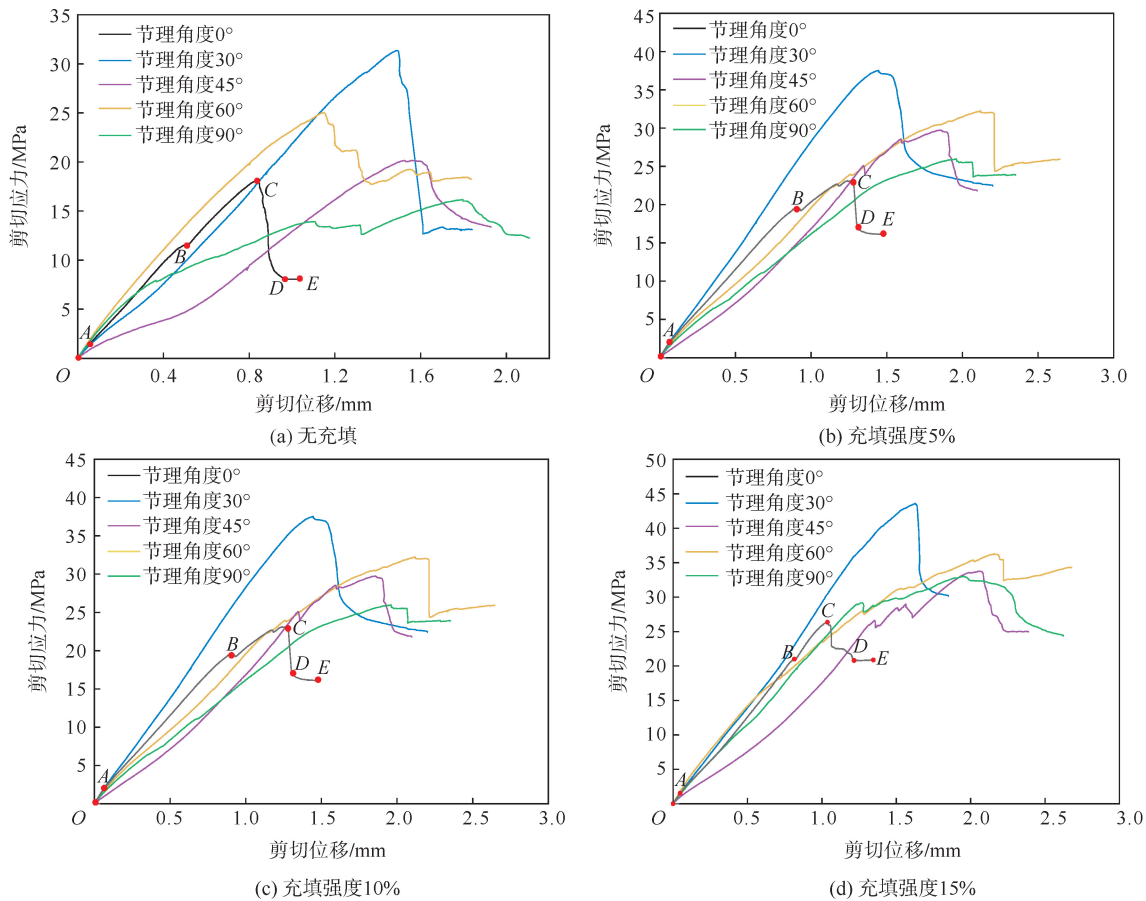 35
30
25
20
15
10
5
O
剪切应力/MPa
节理角度0°
节理角度30°
节理角度45°
节理角度60°
节理角度90°
A
B
C
D
E
0.4
0.8
1.2
1.6
2.0
剪切位移/mm
(a) 无充填
45
40
35
30
25
20
15
10
5
O
剪切应力/MPa
节理角度0°
节理角度30°
节理角度45°
节理角度60°
节理角度90°
A
B
C
D
E
0.5
1.0
1.5
2.0
2.5
3.0
剪切位移/mm
(b) 充填强度5%
45
40
35
30
25
20
15
10
5
O
剪切应力/MPa
节理角度0°
节理角度30°
节理角度45°
节理角度60°
节理角度90°
A
B
C
D
E
0.5
1.0
1.5
2.0
2.5
3.0
剪切位移/mm
(c) 充填强度10%
50
45
40
35
30
25
20
15
10
5
O
剪切应力/MPa
节理角度0°
节理角度30°
节理角度45°
节理角度60°
节理角度90°
A
B
C
D
E
0.5
1.0
1.5
2.0
2.5
3.0
剪切位移/mm
(d) 充填强度15%